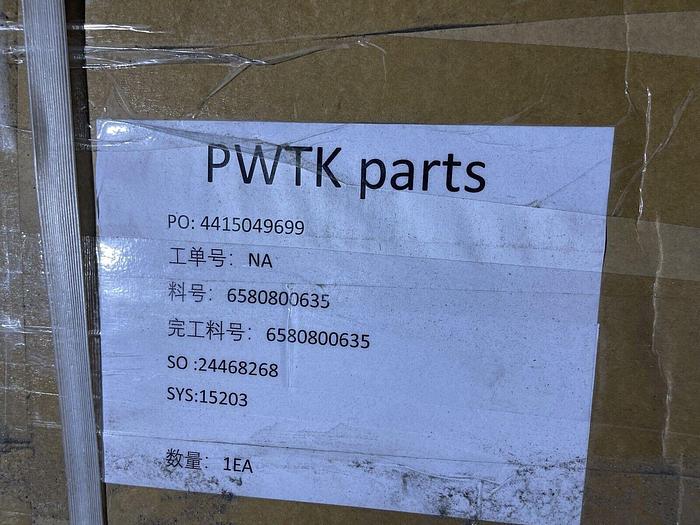 PWTK parts
PO: 4415049699
工单号：NA
料号：6580800635
完工料号：6580800635
SO :24468268
SYS:15203
数量：1EA